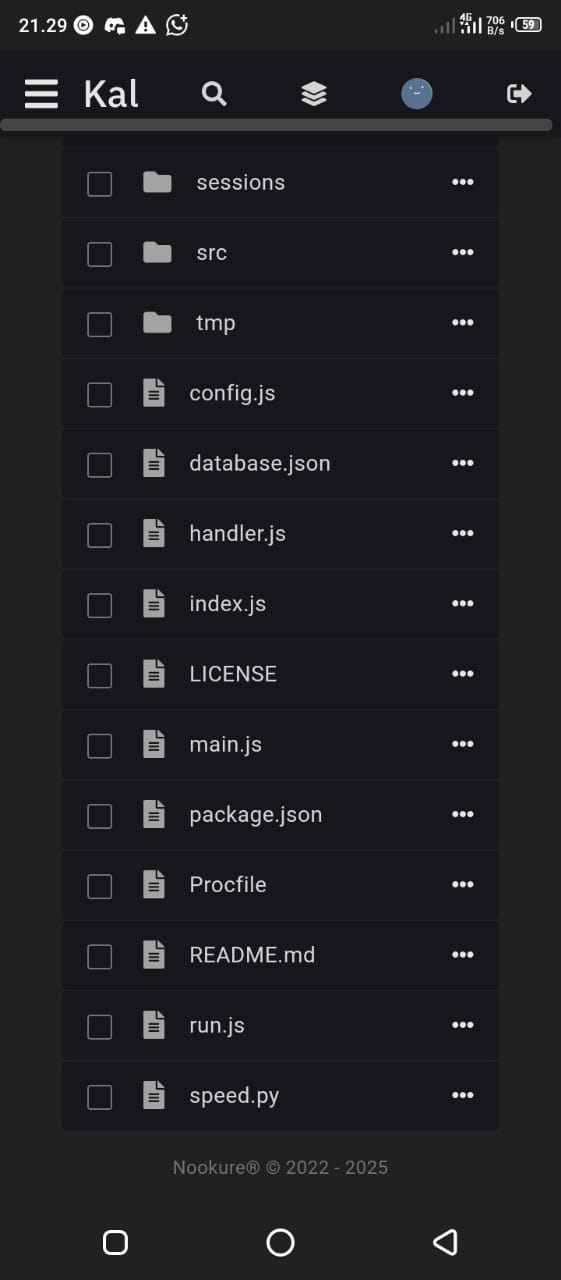 21.29 4G 706 B/s 59
Kal
sessions
src
tmp
config.js
database.json
handler.js
index.js
LICENSE
main.js
package.json
Procfile
README.md
run.js
speed.py
Nookure® © 2022 - 2025